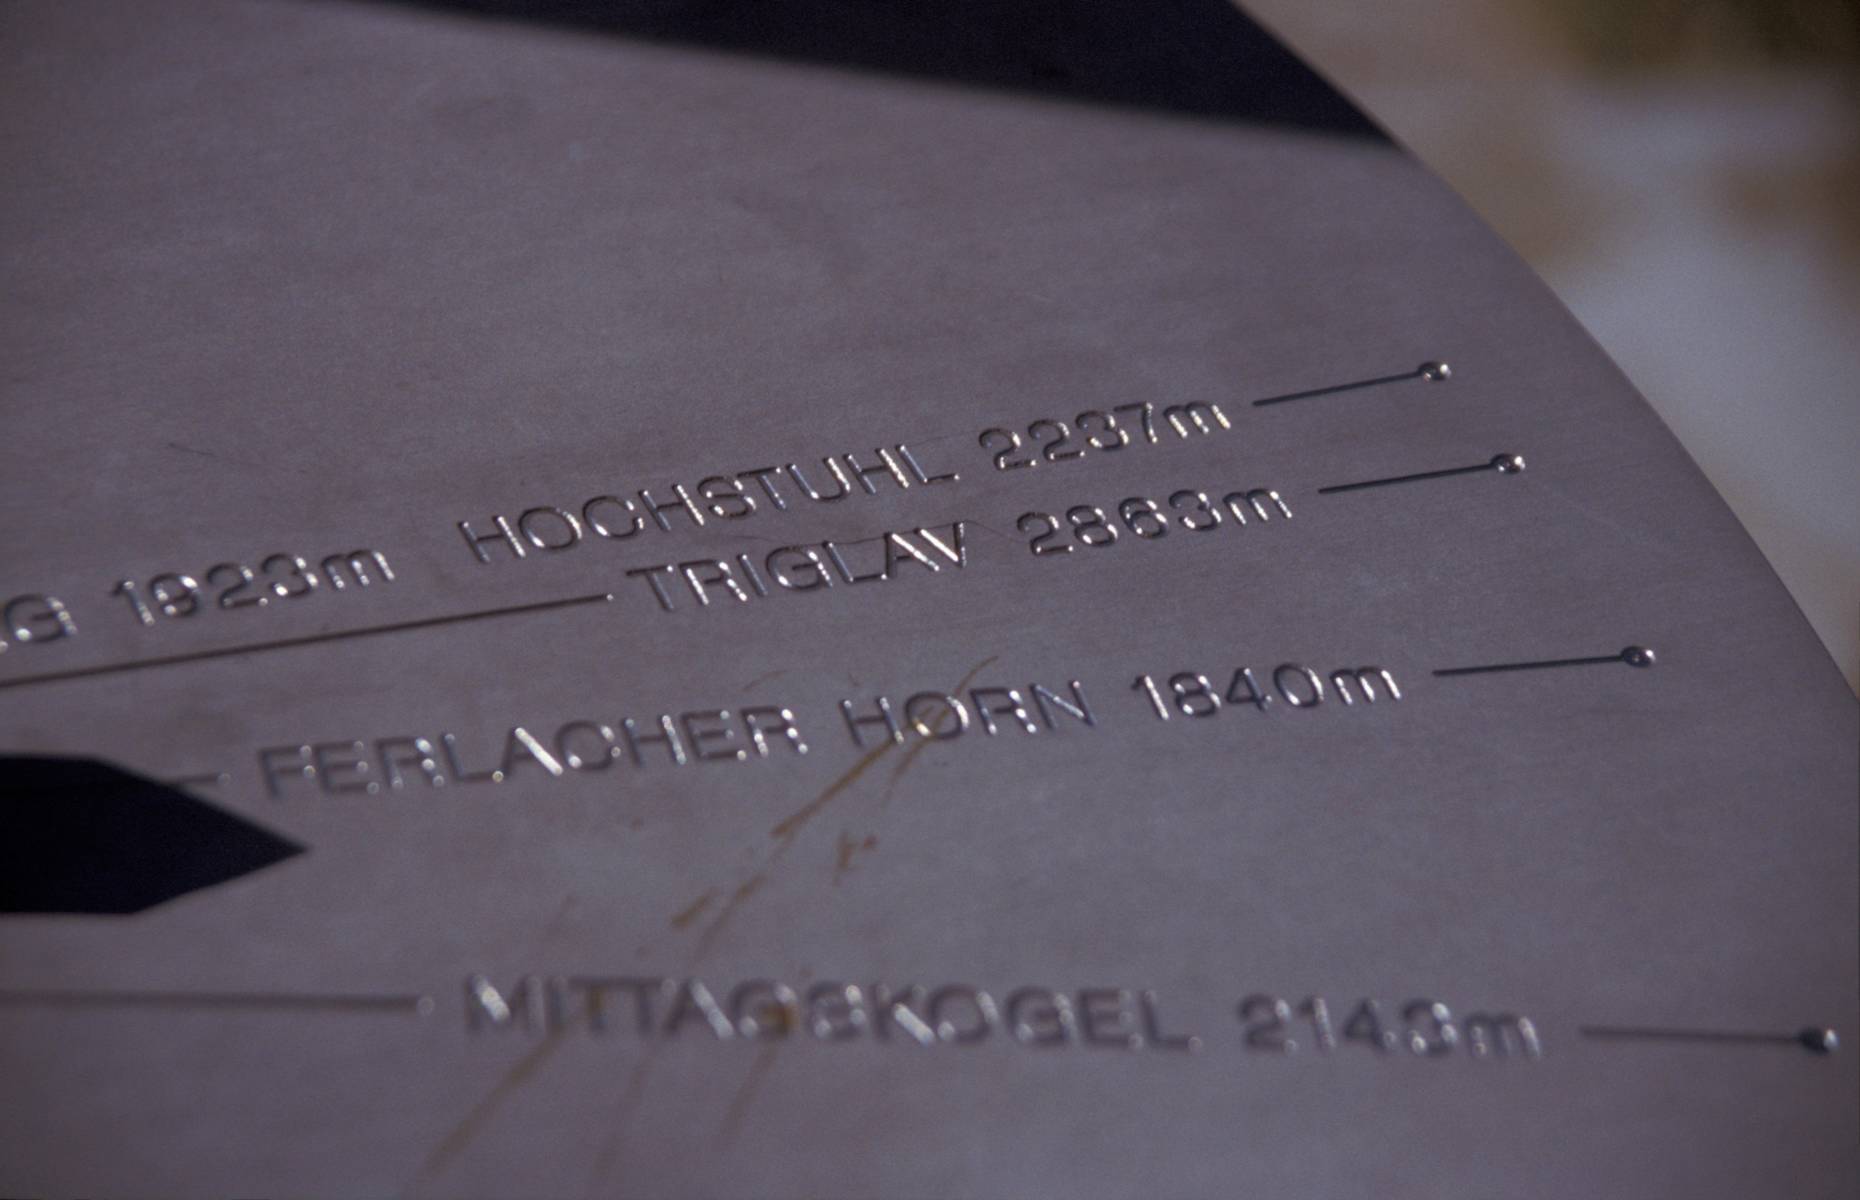 G 1923m HOCHSTUHL 2237m
TRIGLAV 2863m
FERLACHER HORN 1840m
MITTAGSKOGEL 2143m